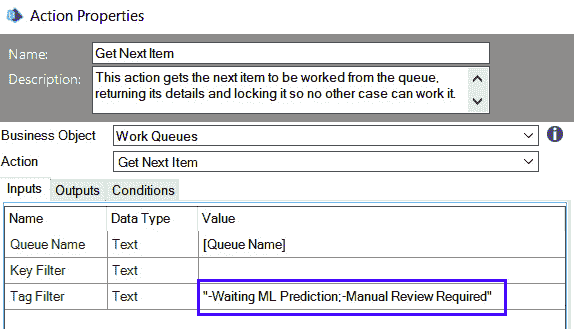 Action Properties
Name: Get Next Item
Description: This action gets the next item to be worked from the queue,
returning its details and locking it so no other case can work it.
Business Object Work Queues
Action Get Next Item
Inputs Outputs Conditions
Name Data Type Value
Queue Name Text [Queue Name]
Key Filter Text
Tag Filter Text "-Waiting ML Prediction;-Manual Review Required"